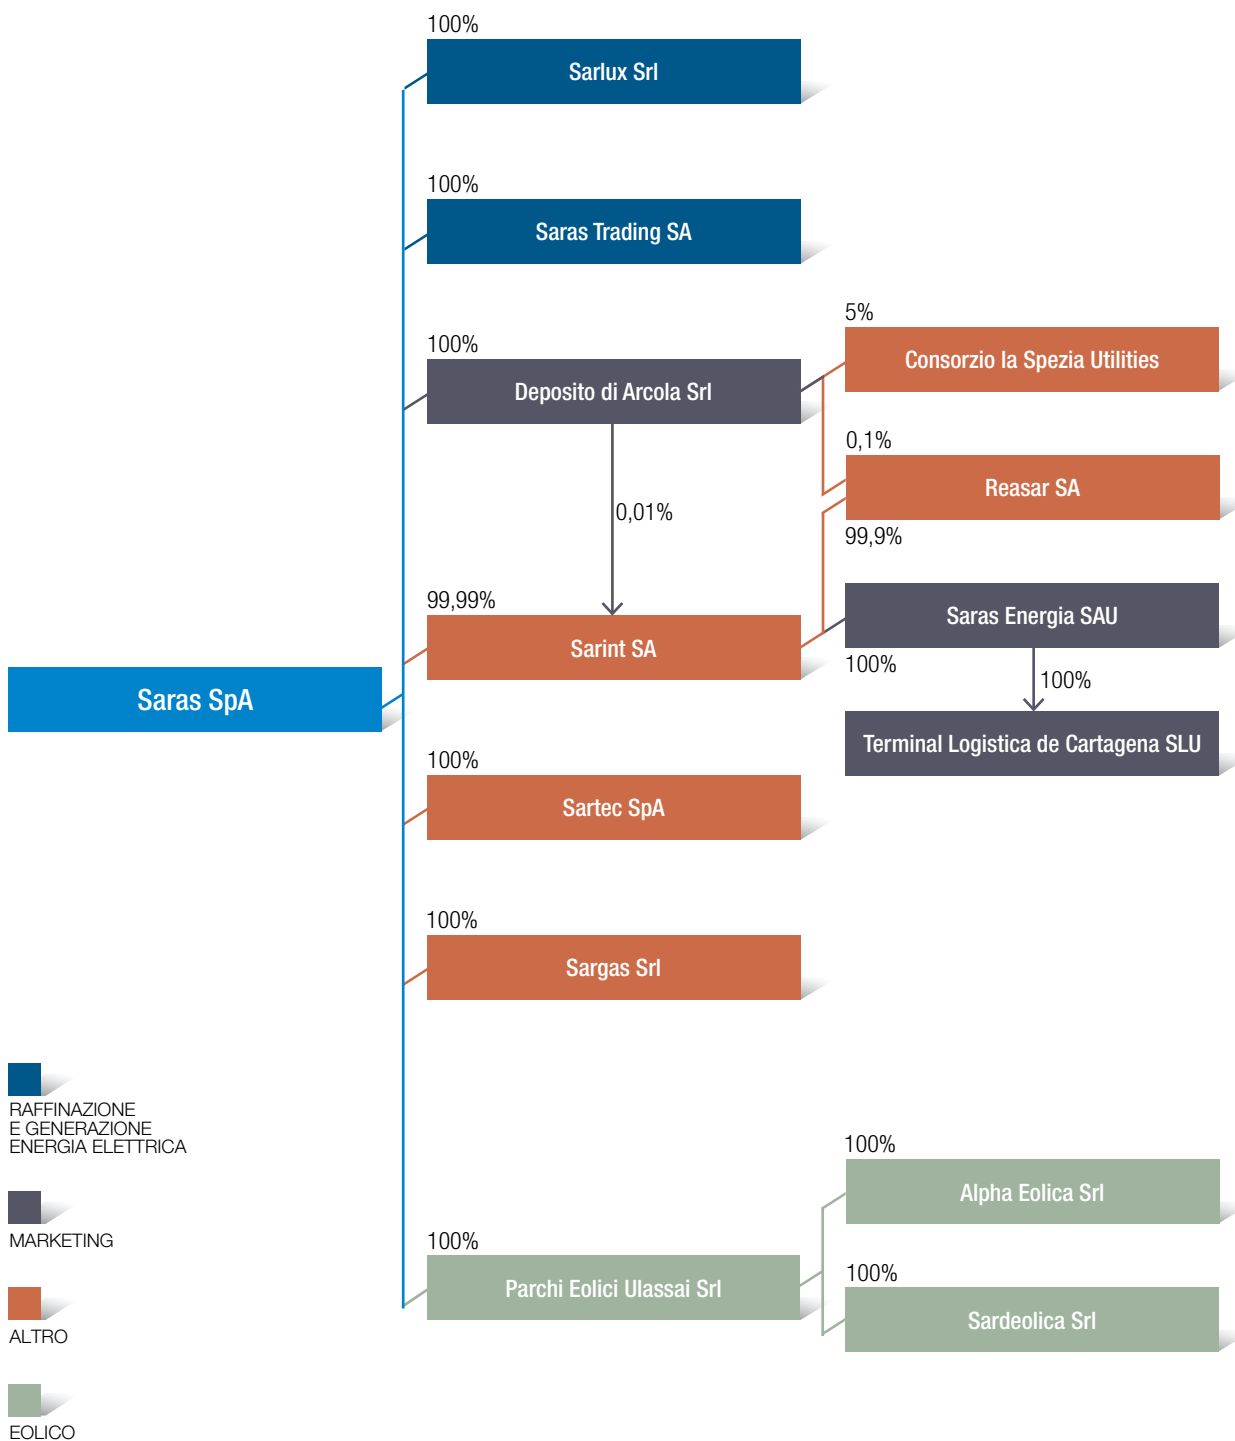 100%
Sarlux Srl
100%
Saras Trading SA
100%
Deposito di Arcola Srl
5%
Consorzio la Spezia Utilities
0,1%
Reasar SA
99,9%
0,01%
99,99%
Sarint SA
Saras Energia SAU
100%
100%
Terminal Logistica de Cartagena SLU
Saras SpA
100%
Sartec SpA
100%
Sargas Srl
100%
Parchi Eolici Ulassai Srl
100%
Alpha Eolica Srl
100%
Sardeolica Srl
RAFFINAZIONE
E GENERAZIONE
ENERGIA ELETTRICA
MARKETING
ALTRO
EOLICO